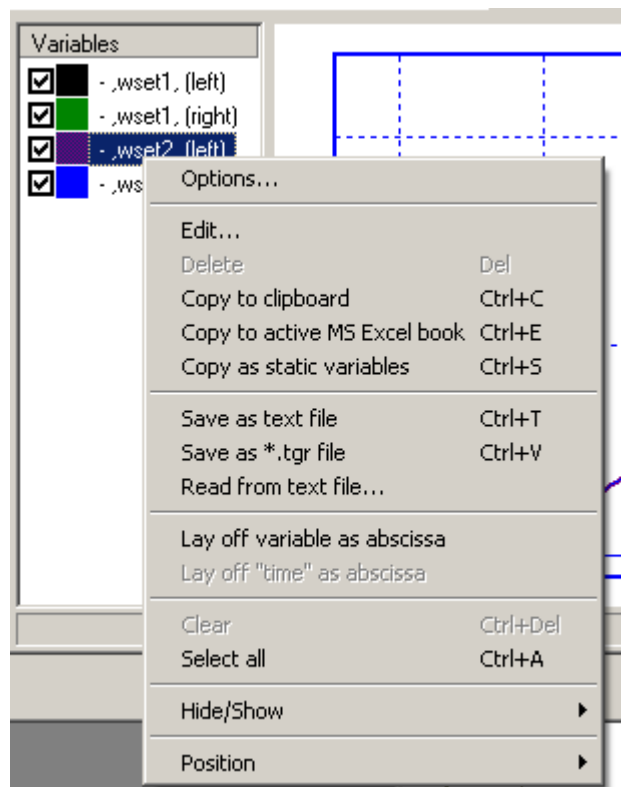 Variables
- ,wset1, (left)
- ,wset1, (right)
- ,wset2, (left)
- ,ws
Options...
Edit...
Delete Del
Copy to clipboard Ctrl+C
Copy to active MS Excel book Ctrl+E
Copy as static variables Ctrl+S
Save as text file Ctrl+T
Save as *.tgr file Ctrl+V
Read from text file...
Lay off variable as abscissa
Lay off "time" as abscissa
Clear Ctrl+Del
Select all Ctrl+A
Hide/Show
Position